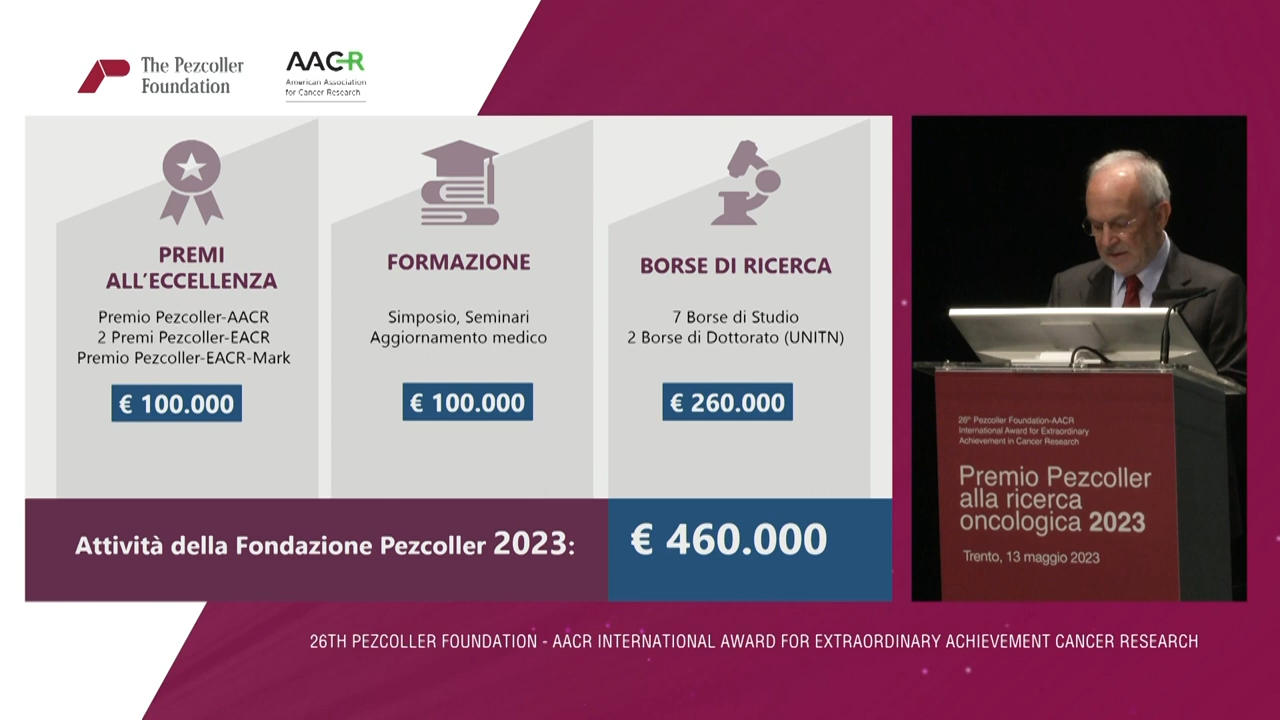 The Pezcoller
Foundation
AACR
American Association
for Cancer Research
PREMI
ALL'ECCELLENZA
Premio Pezcoller-AACR
2 Premi Pezcoller-EACR
Premio Pezcoller-EACR-Mark
€ 100.000
FORMAZIONE
Simposio, Seminari
Aggiornamento medico
€ 100.000
BORSE DI RICERCA
7 Borse di Studio
2 Borse di Dottorato (UNITN)
€ 260.000
Attività della Fondazione Pezcoller 2023:
€ 460.000
26th Pezcoller Foundation-AACR
International Award for Extraordinary
Achievement in Cancer Research
Premio Pezcoller
alla ricerca
oncologica 2023
Trento, 13 maggio 2023
26TH PEZCOLLER FOUNDATION - AACR INTERNATIONAL AWARD FOR EXTRAORDINARY ACHIEVEMENT CANCER RESEARCH